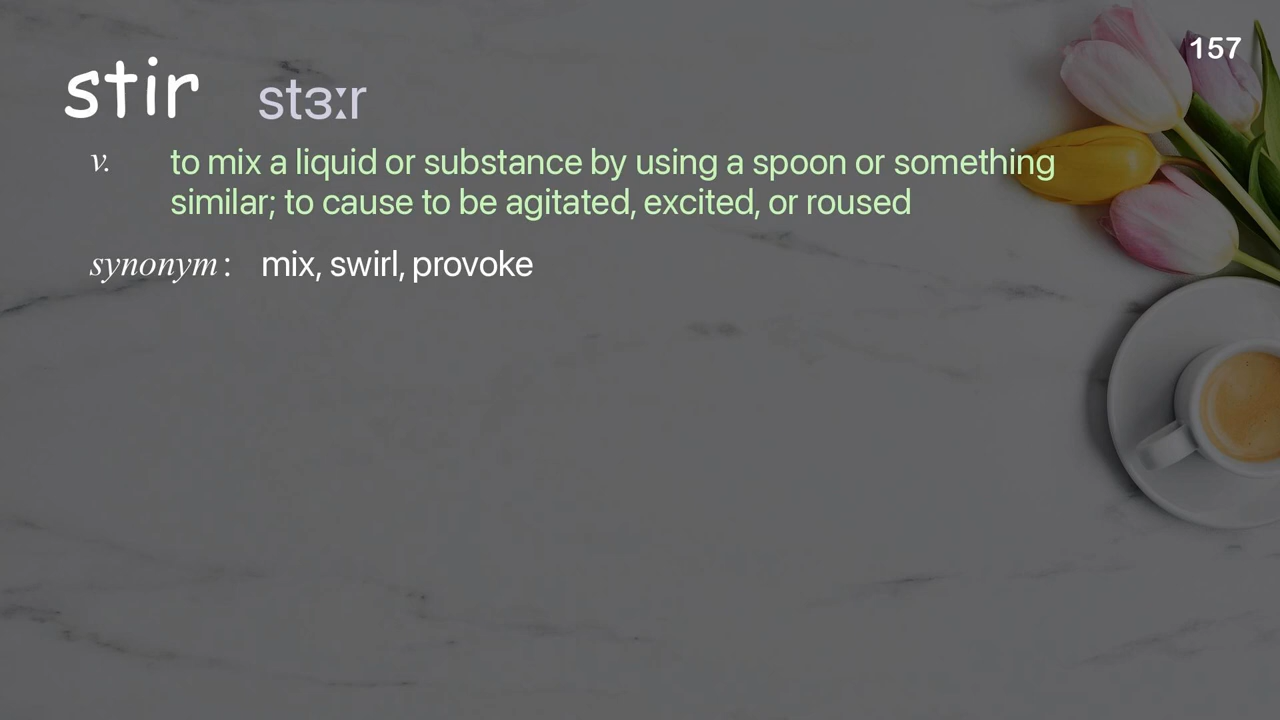 157
stir stɜːr
v. to mix a liquid or substance by using a spoon or something
similar; to cause to be agitated, excited, or roused
synonym : mix, swirl, provoke